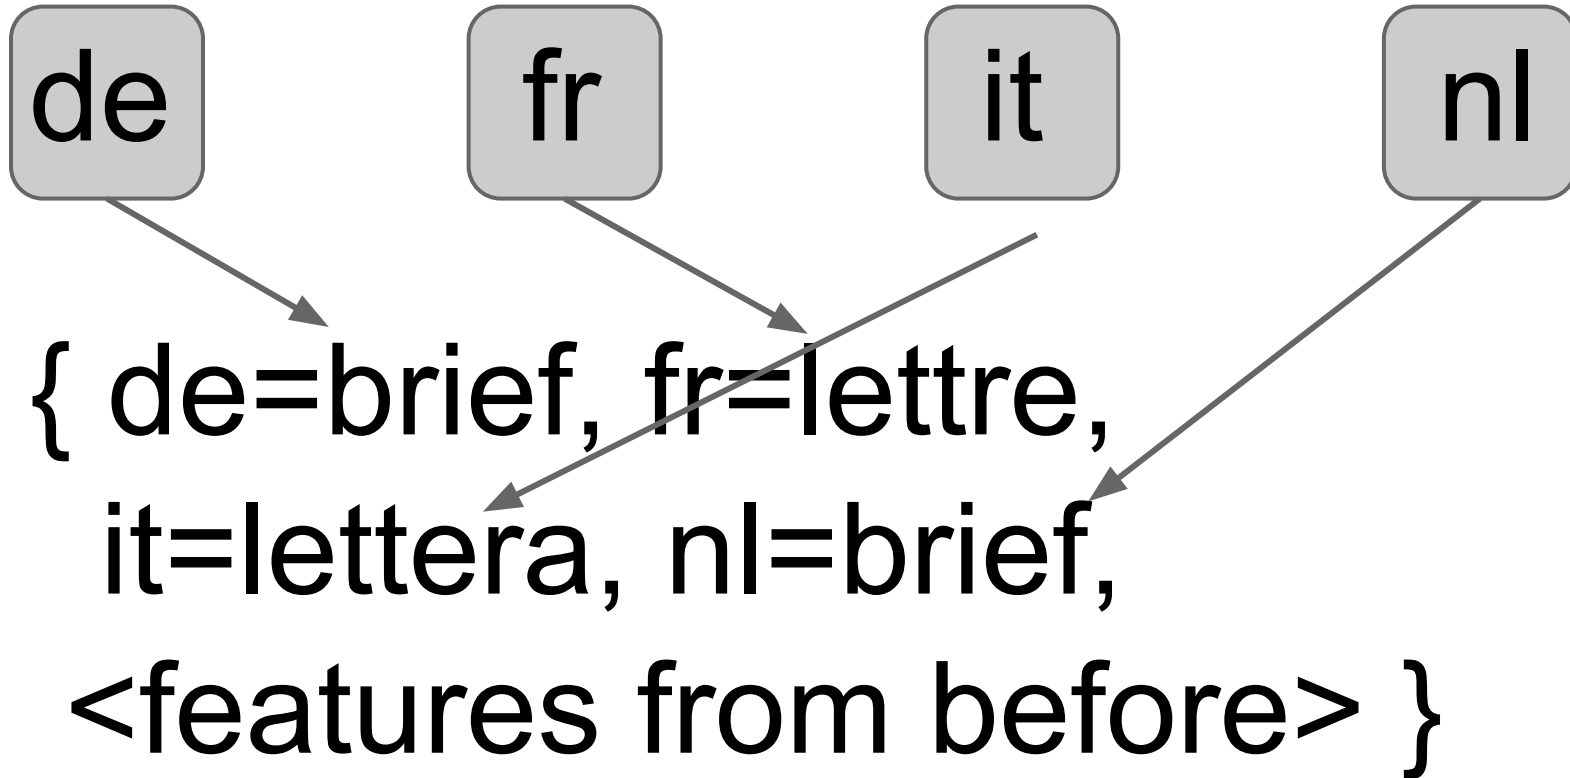 de fr it nl
{ de=brief, fr=lettre,
it=lettera, nl=brief,
<features from before> }